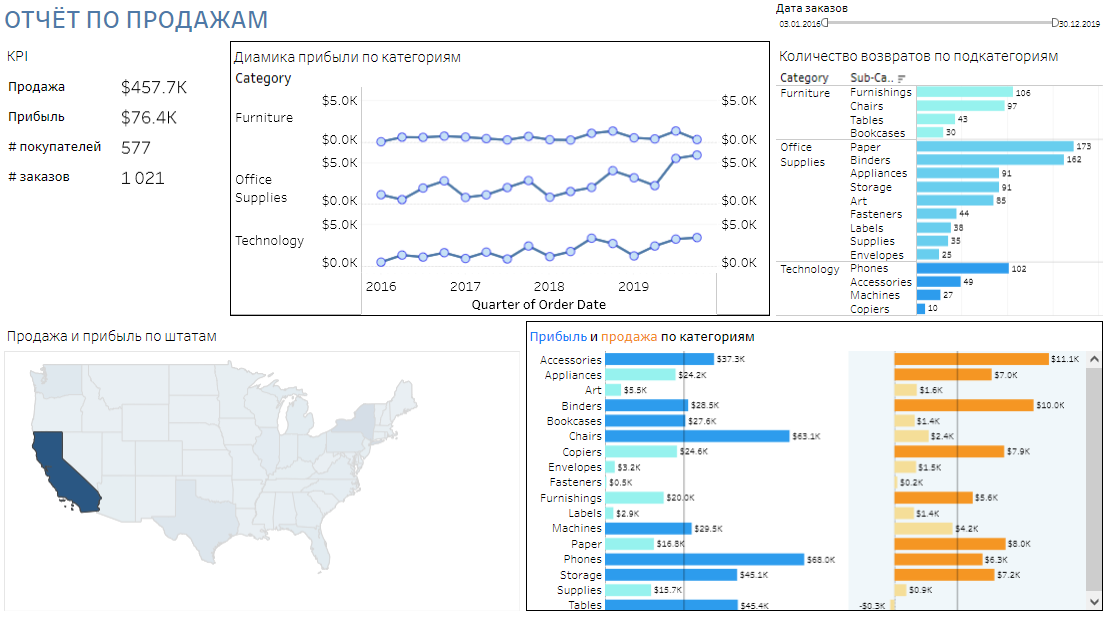 ОТЧЁТ ПО ПРОДАЖАМ
Дата заказов
03.01.2016 30.12.2019
KPI
Продажа $457.7K
Прибыль $76.4K
# покупателей 577
# заказов 1 021
Диамика прибыли по категориям
Category
Furniture
$5.0K $5.0K
$0.0K $0.0K
Office
Supplies
$5.0K $5.0K
$0.0K $0.0K
Technology
$5.0K $5.0K
$0.0K $0.0K
2016 2017 2018 2019
Quarter of Order Date
Количество возвратов по подкатегориям
Category Sub-Ca..
Furniture Furnishings 106
Chairs 97
Tables 43
Bookcases 30
Office
Supplies
Paper 173
Binders 162
Appliances 91
Storage 91
Art 85
Fasteners 44
Labels 38
Supplies 35
Envelopes 25
Technology Phones 102
Accessories 49
Machines 27
Copiers 10
Продажа и прибыль по штатам
Прибыль и продажа по категориям
Accessories $37.3K $11.1K
Appliances $24.2K $7.0K
Art $5.5K $1.6K
Binders $28.5K $10.0K
Bookcases $27.6K $1.4K
Chairs $63.1K $2.4K
Copiers $24.6K $7.9K
Envelopes $3.2K $1.5K
Fasteners $0.5K $0.2K
Furnishings $20.0K $5.6K
Labels $2.9K $1.4K
Machines $29.5K $4.2K
Paper $16.8K $8.0K
Phones $68.0K $6.3K
Storage $45.1K $7.2K
Supplies $15.7K $0.9K
Tables $45.4K -$0.3K